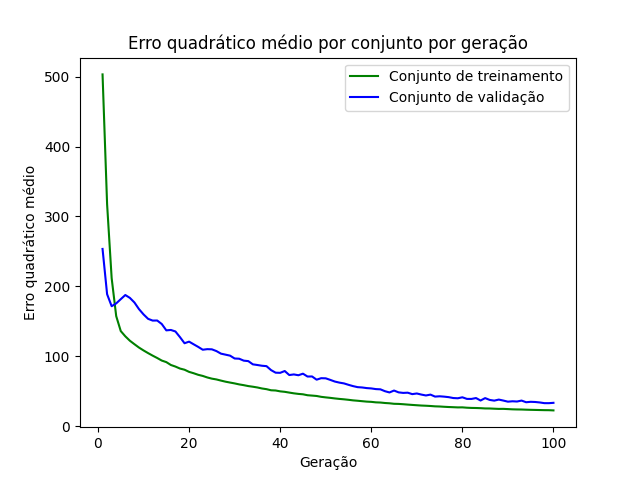 Erro quadrático médio por conjunto por geração
Conjunto de treinamento
Conjunto de validação
Erro quadrático médio
500
400
300
200
100
0
0 20 40 60 80 100
Geração